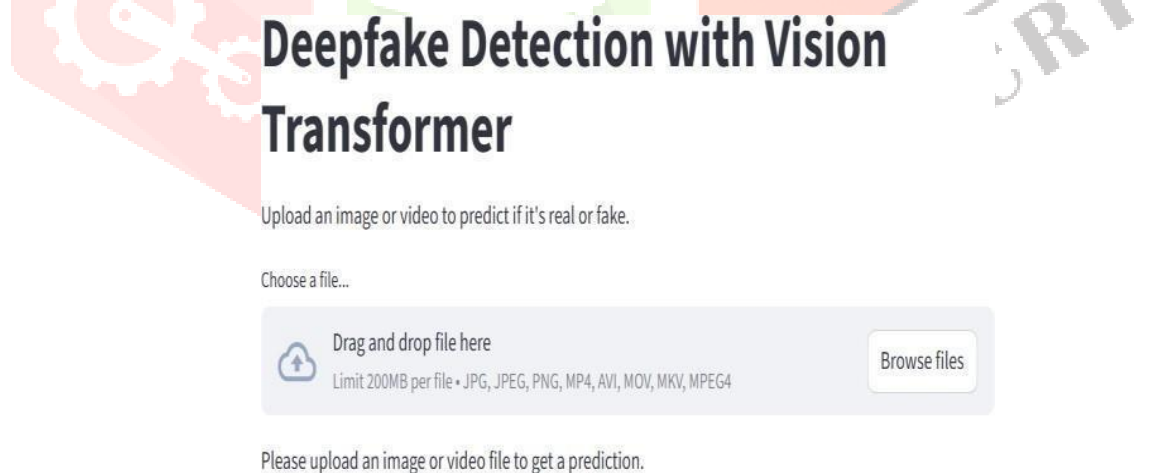 Deepfake Detection with Vision
Transformer
Upload an image or video to predict if it's real or fake.
Choose a file...
Drag and drop file here
Limit 200MB per file • JPG, JPEG, PNG, MP4, AVI, MOV, MKV, MPEG4
Browse files
Please upload an image or video file to get a prediction.